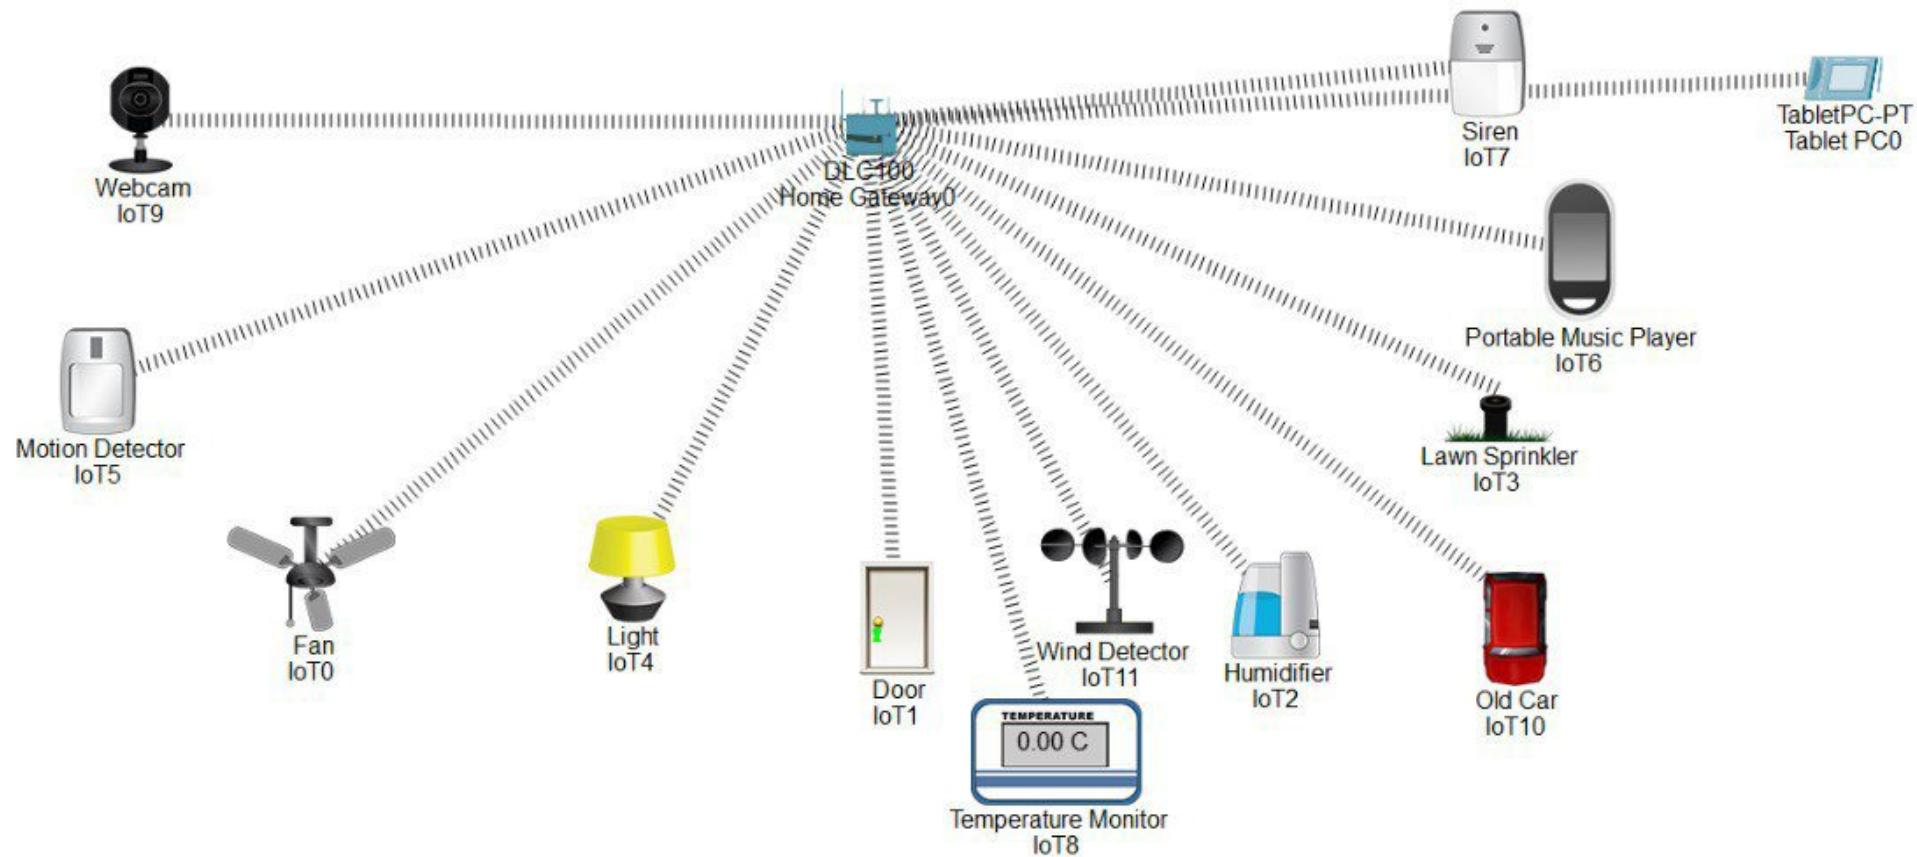 Siren
IoT7
TabletPC-PT
Tablet PC0
Webcam
IoT9
DLC100
Home Gateway0
Portable Music Player
IoT6
Motion Detector
IoT5
Lawn Sprinkler
IoT3
Fan
IoT0
Light
IoT4
Door
IoT1
Wind Detector
IoT11
Humidifier
IoT2
Old Car
IoT10
TEMPERATURE
0.00 C
Temperature Monitor
IoT8